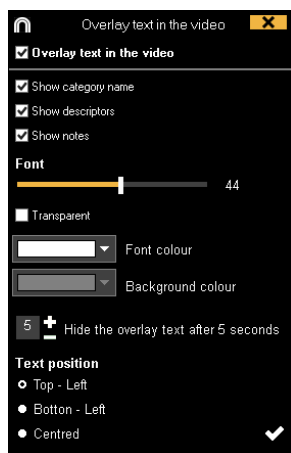 Overlay text in the video
Overlay text in the video
Show category name
Show descriptors
Show notes
Font
44
Transparent
Font colour
Background colour
5 Hide the overlay text after 5 seconds
Text position
Top - Left
Botton - Left
Centred